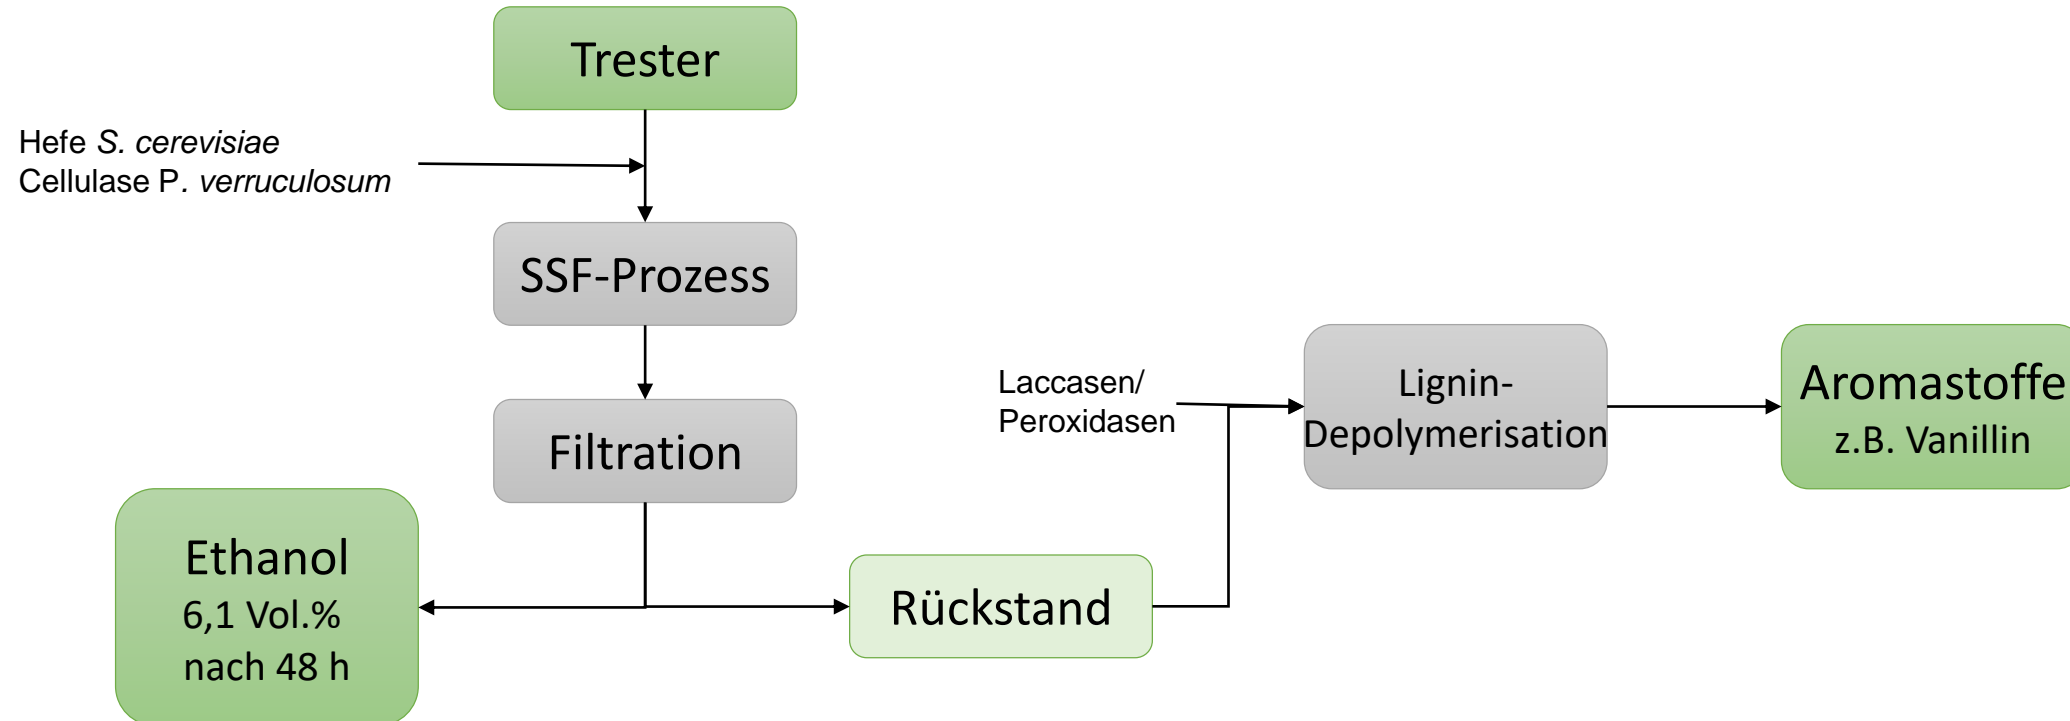 Trester
Hefe S. cerevisiae
Cellulase P. verruculosum
SSF-Prozess
Filtration
Ethanol
6,1 Vol.%
nach 48 h
Rückstand
Laccasen/
Peroxidasen
Lignin-
Depolymerisation
Aromastoffe
z.B. Vanillin